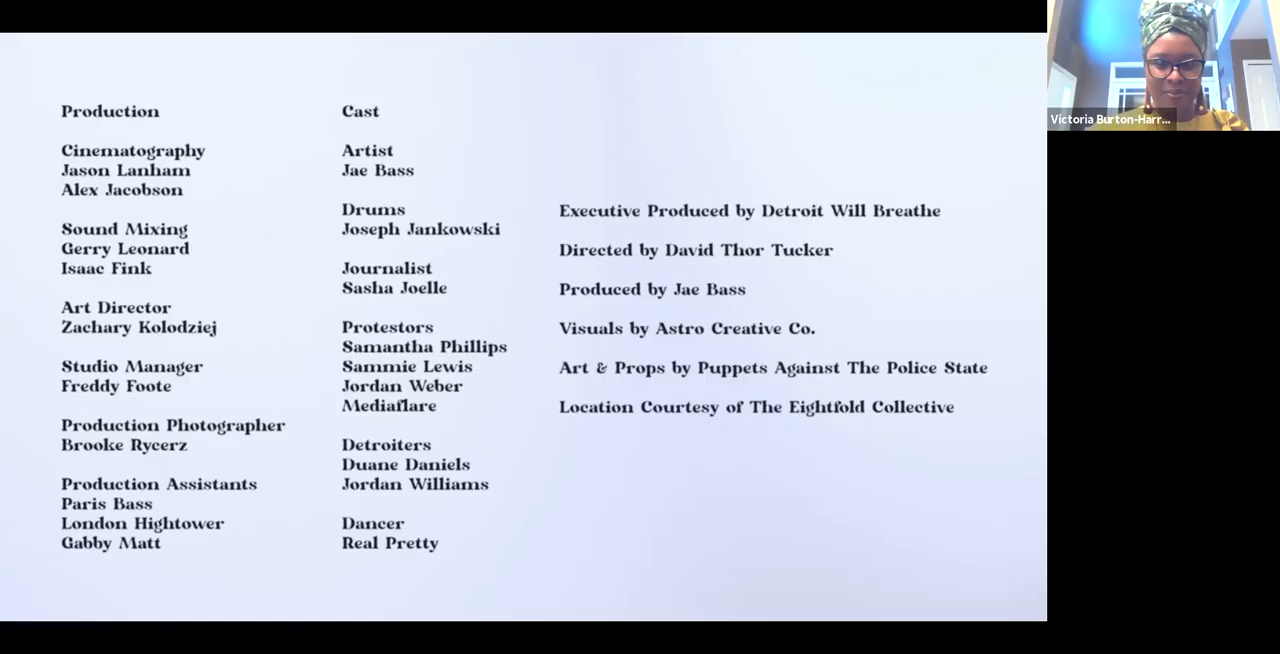 Production
Cinematography
Jason Lanham
Alex Jacobson
Sound Mixing
Gerry Leonard
Isaac Fink
Art Director
Zachary Kolodziej
Studio Manager
Freddy Foote
Production Photographer
Brooke Rycerz
Production Assistants
Paris Bass
London Hightower
Gabby Matt
Cast
Artist
Jae Bass
Drums
Joseph Jankowski
Journalist
Sasha Joelle
Protestors
Samantha Phillips
Sammie Lewis
Jordan Weber
Mediaflare
Detroiters
Duane Daniels
Jordan Williams
Dancer
Real Pretty
Executive Produced by Detroit Will Breathe
Directed by David Thor Tucker
Produced by Jae Bass
Visuals by Astro Creative Co.
Art & Props by Puppets Against The Police State
Location Courtesy of The Eightfold Collective
Victoria Burton-Harr...